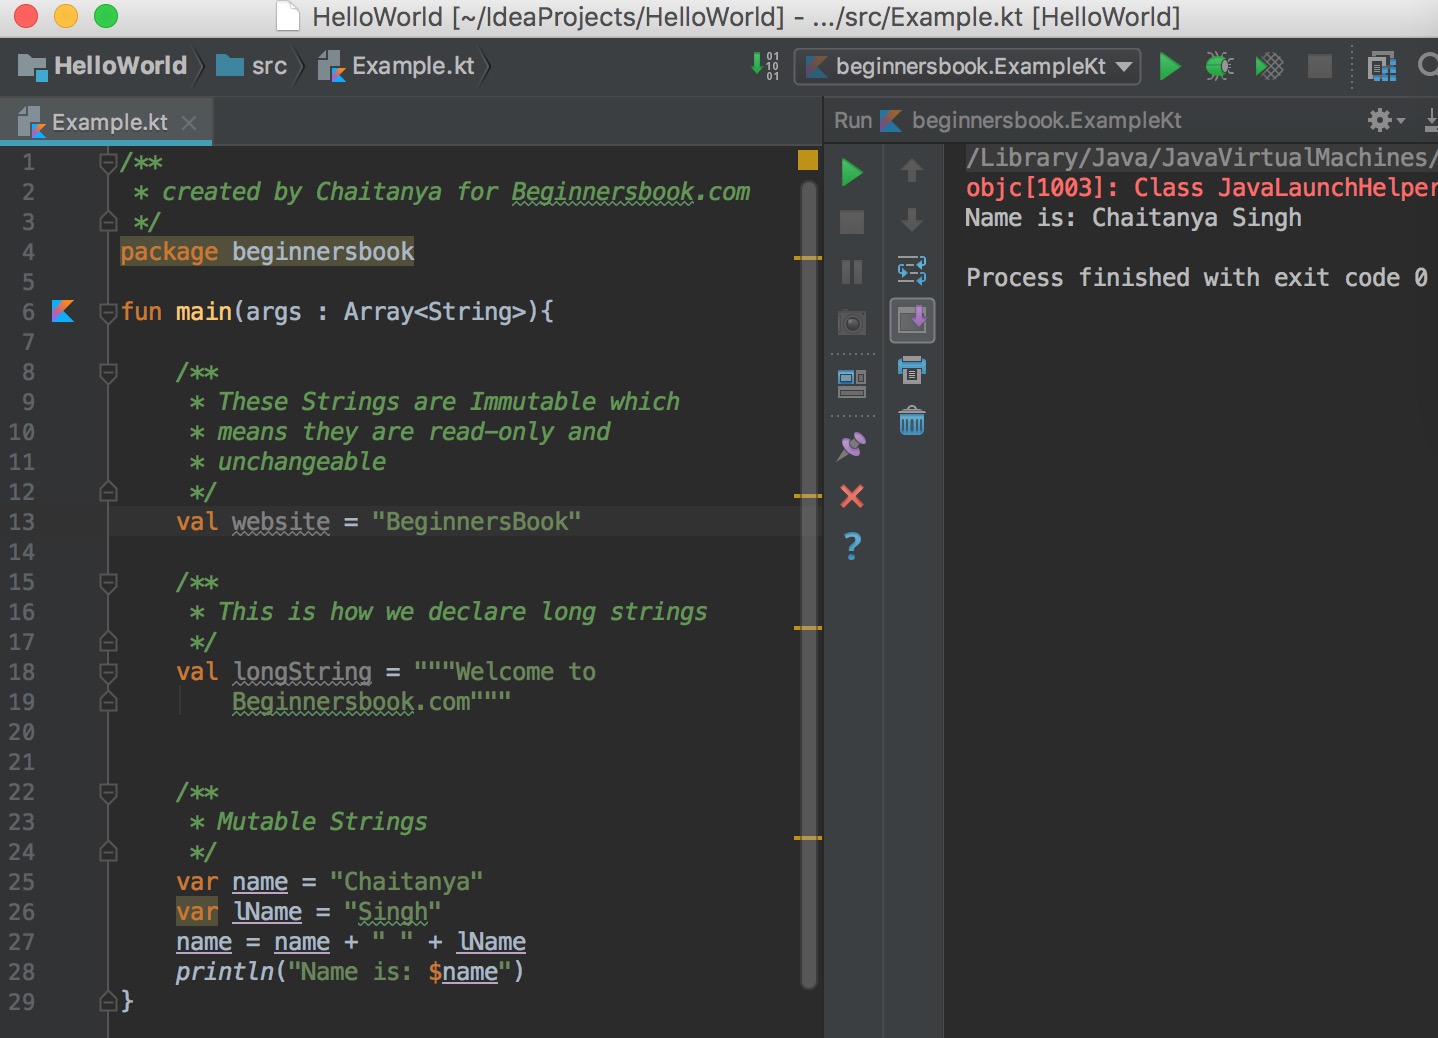 HelloWorld [~/IdeaProjects/HelloWorld] - .../src/Example.kt [HelloWorld]
HelloWorld src Example.kt beginnersbook.ExampleKt
Example.kt
Run beginnersbook.ExampleKt
1 /**
2 * created by Chaitanya for Beginnersbook.com
3 */
4 package beginnersbook
5
6 fun main(args : Array<String>){
7
8 /**
9 * These Strings are Immutable which
10 * means they are read-only and
11 * unchangeable
12 */
13 val website = "BeginnersBook"
14
15 /**
16 * This is how we declare long strings
17 */
18 val longString = """Welcome to
19 Beginnersbook.com"""
20
21
22 /**
23 * Mutable Strings
24 */
25 var name = "Chaitanya"
26 var lName = "Singh"
27 name = name + " " + lName
28 println("Name is: $name")
29 }
/Library/Java/JavaVirtualMachines/
objc[1003]: Class JavaLaunchHelper
Name is: Chaitanya Singh
Process finished with exit code 0